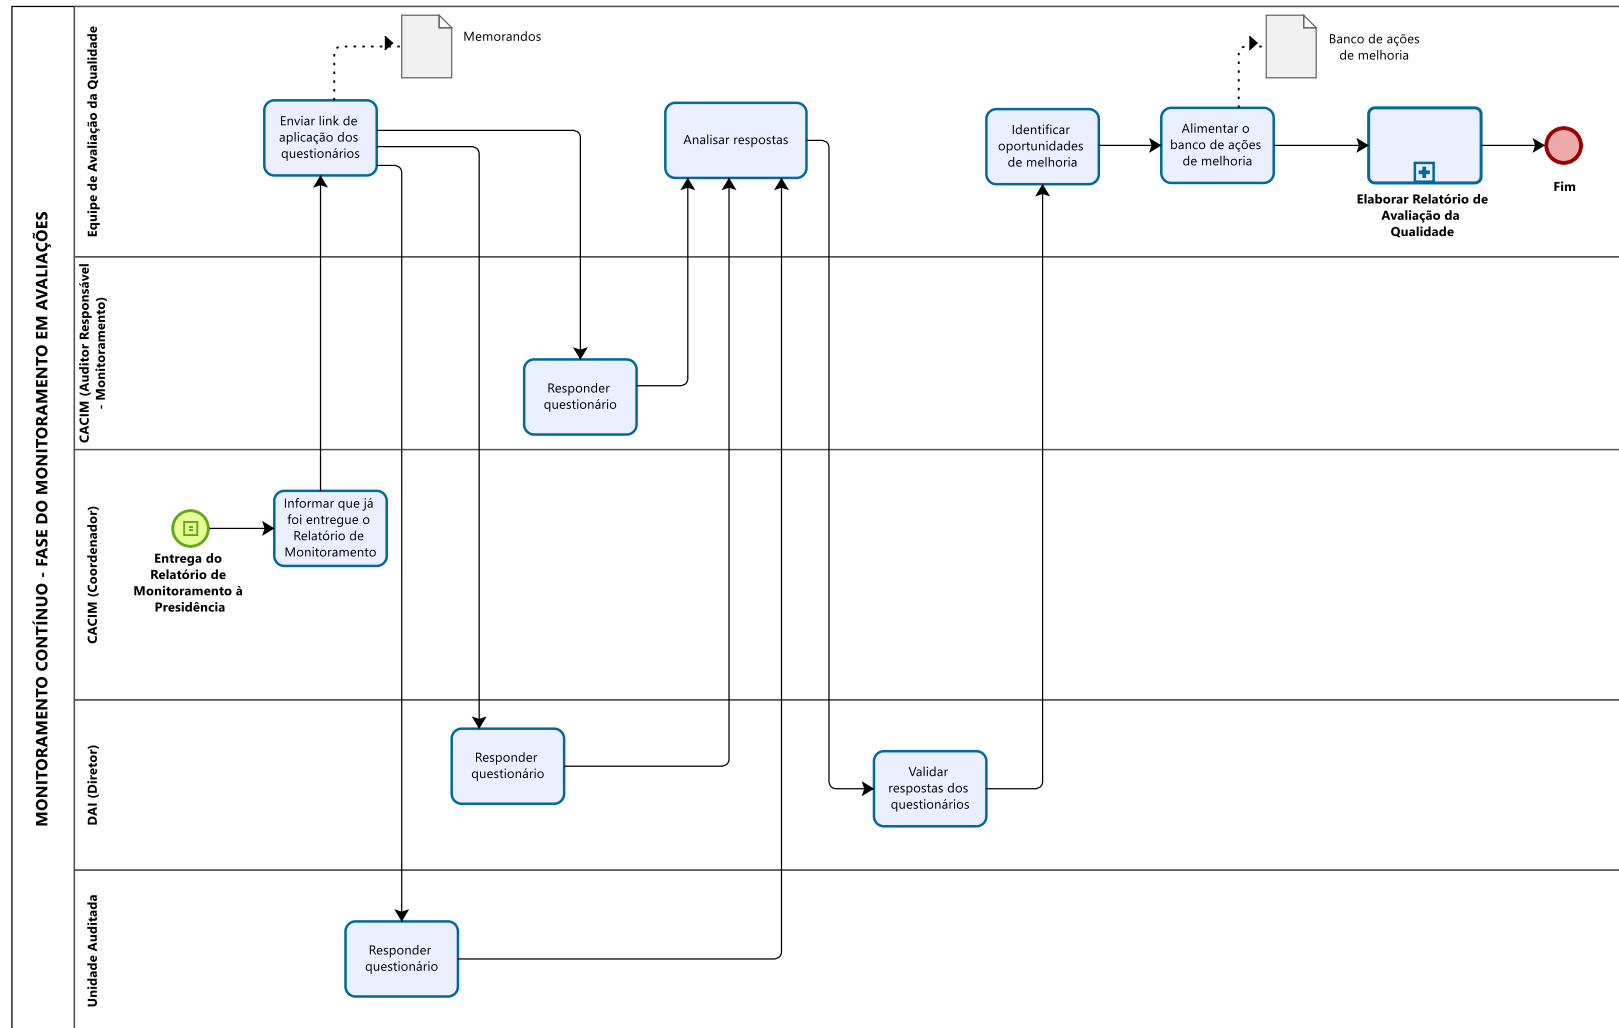 MONITORAMENTO CONTÍNUO - FASE DO MONITORAMENTO EM AVALIAÇÕES
Equipe de Avaliação da Qualidade
Memorandos
Banco de ações
de melhoria
Enviar link de
aplicação dos
questionários
Analisar respostas
Identificar
oportunidades
de melhoria
Alimentar o
banco de ações
de melhoria
Elaborar Relatório de
Avaliação da
Qualidade
Fim
CACIM (Auditor Responsável
- Monitoramento)
Responder
questionário
CACIM (Coordenador)
Entrega do
Relatório de
Monitoramento à
Presidência
Informar que já
foi entregue o
Relatório de
Monitoramento
DAI (Diretor)
Responder
questionário
Validar
respostas dos
questionários
Unidade Auditada
Responder
questionário